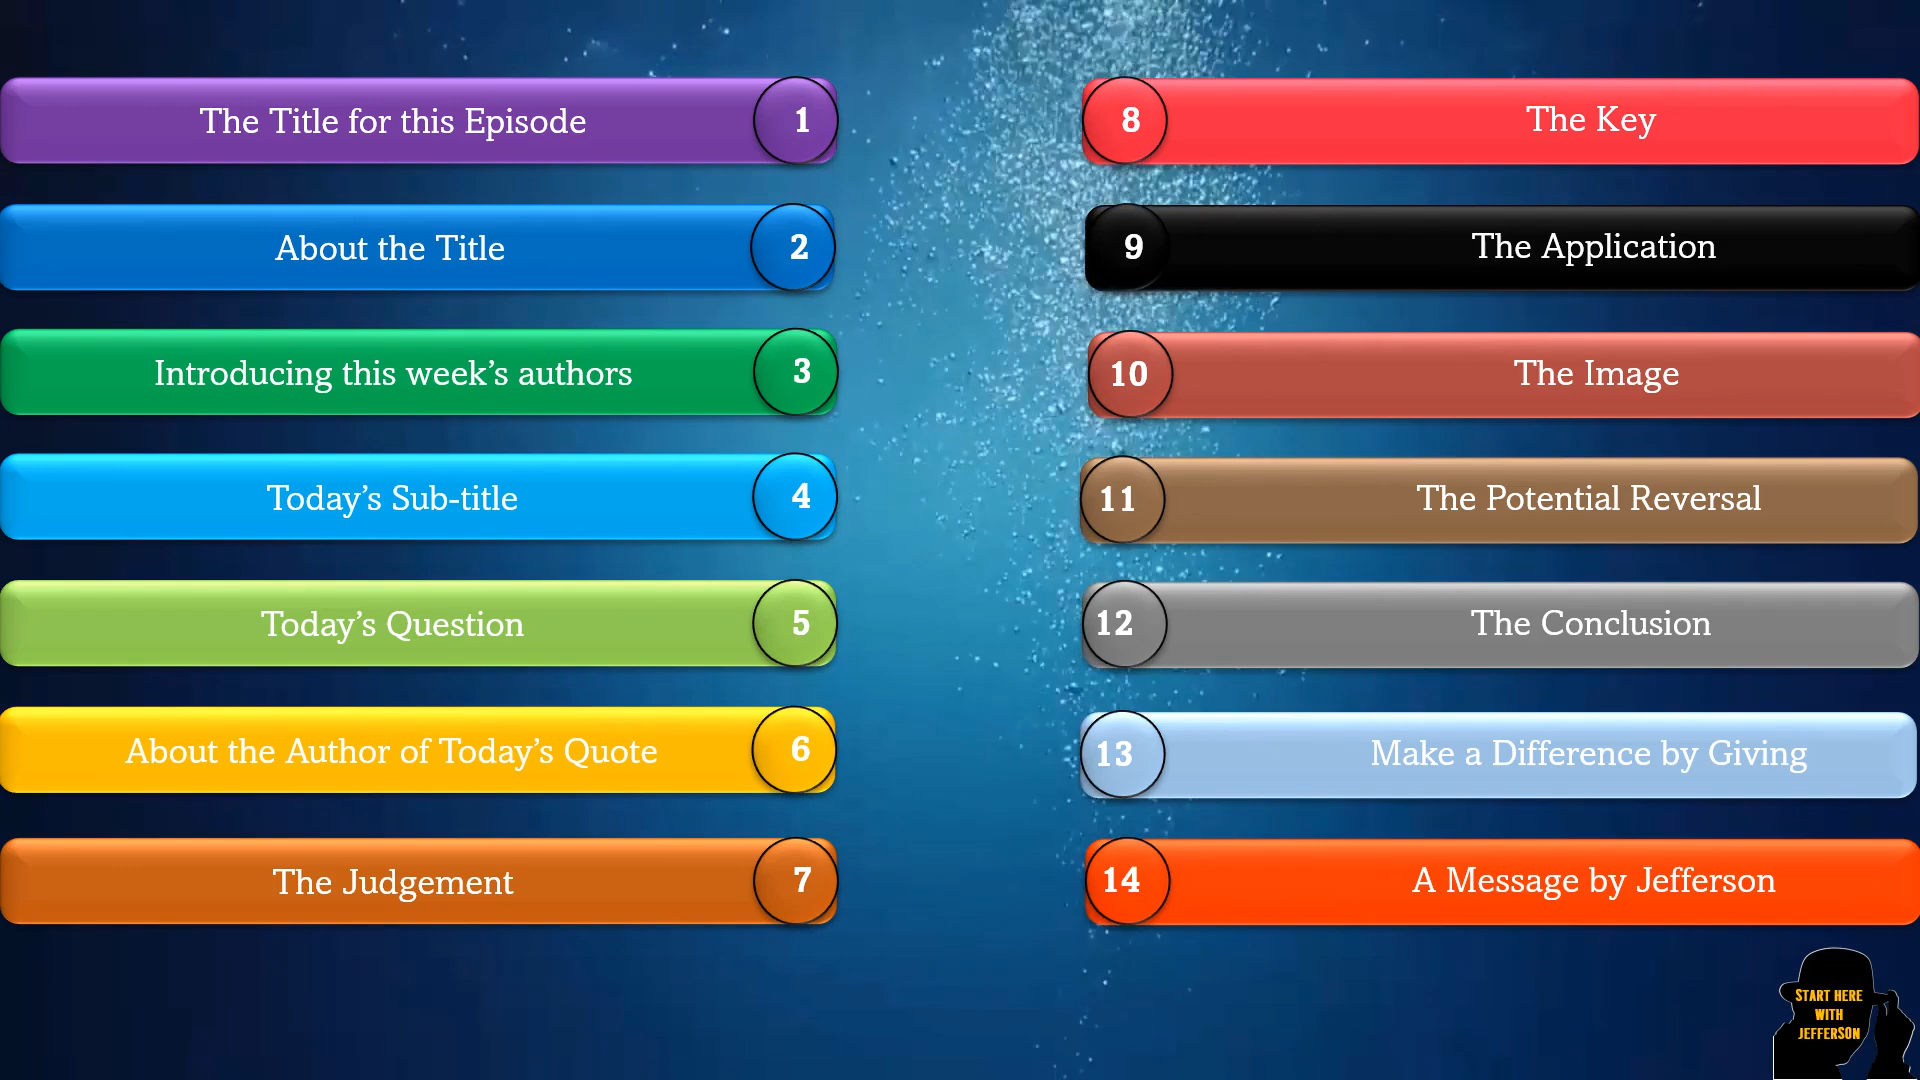 The Title for this Episode 1
About the Title 2
Introducing this week’s authors 3
Today’s Sub-title 4
Today’s Question 5
About the Author of Today’s Quote 6
The Judgement 7
8 The Key
9 The Application
10 The Image
11 The Potential Reversal
12 The Conclusion
13 Make a Difference by Giving
14 A Message by Jefferson
START HERE
WITH
JEFFERSON